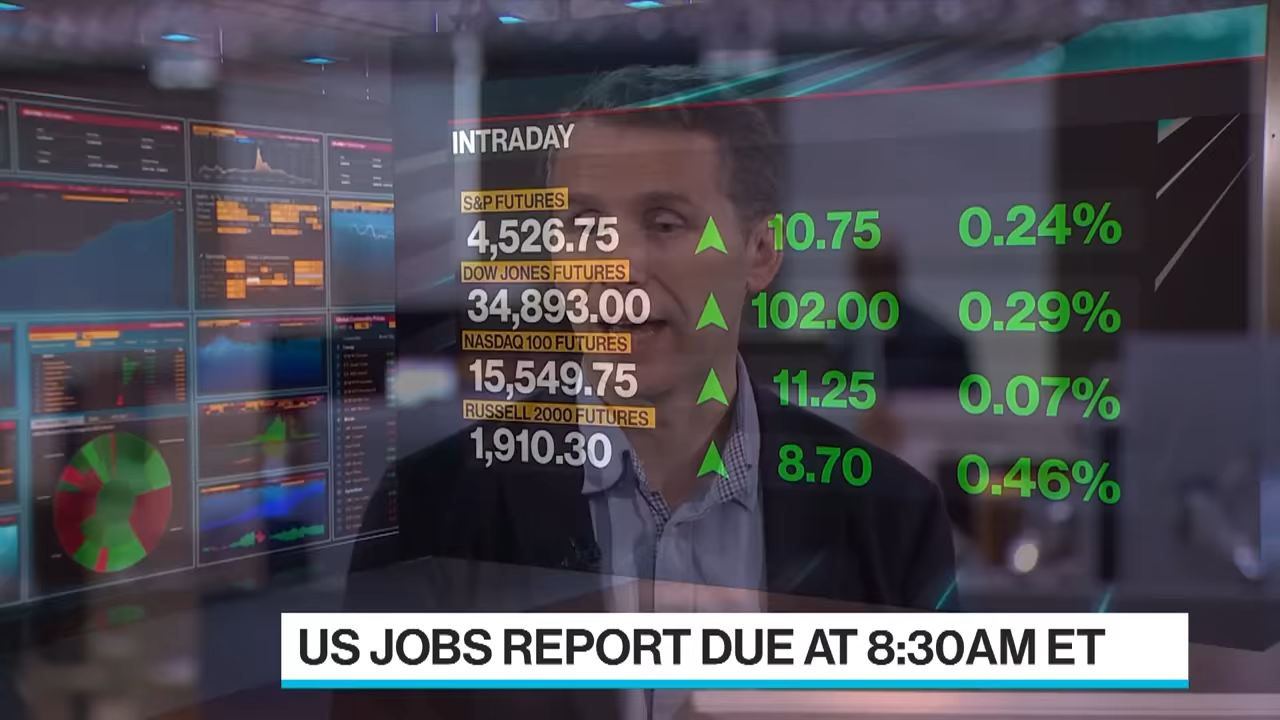 INTRADAY
S&P FUTURES
4,526.75 10.75 0.24%
DOW JONES FUTURES
34,893.00 102.00 0.29%
NASDAQ 100 FUTURES
15,549.75 11.25 0.07%
RUSSELL 2000 FUTURES
1,910.30 8.70 0.46%
US JOBS REPORT DUE AT 8:30AM ET